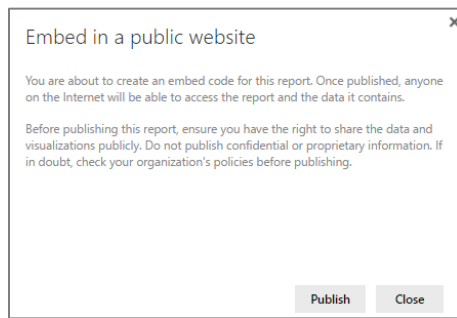 Embed in a public website
You are about to create an embed code for this report. Once published, anyone
on the Internet will be able to access the report and the data it contains.
Before publishing this report, ensure you have the right to share the data and
visualizations publicly. Do not publish confidential or proprietary information. If
in doubt, check your organization's policies before publishing.
Publish Close